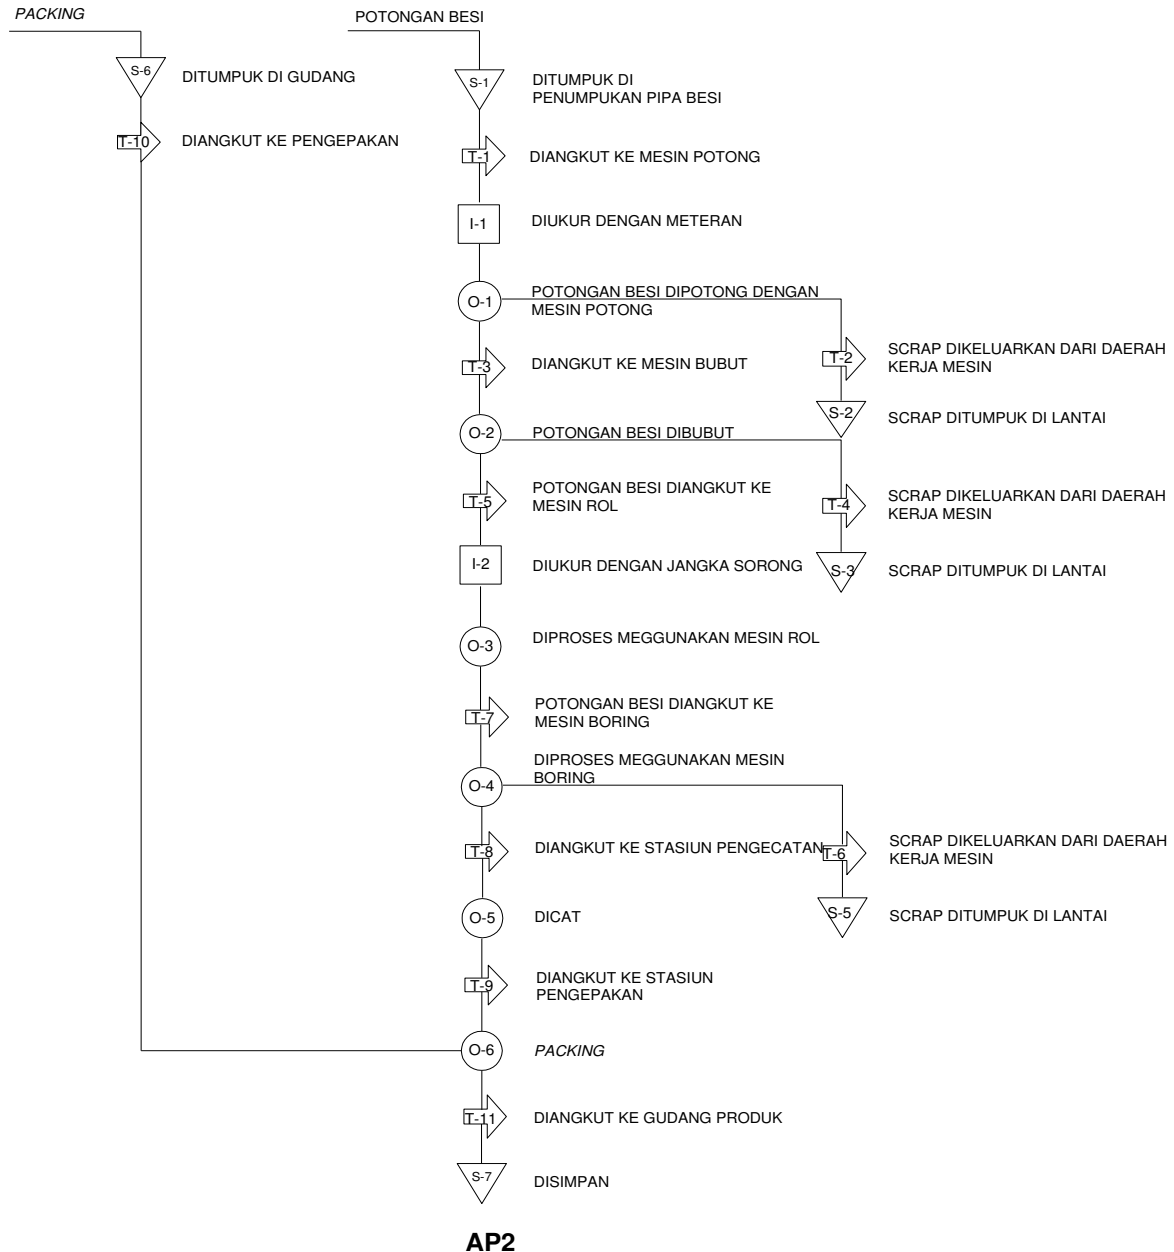 PACKING
POTONGAN BESI
S-6
DITUMPUK DI GUDANG
S-1
DITUMPUK DI
PENUMPUKAN PIPA BESI
T-10
DIANGKUT KE PENGEPAKAN
T-1
DIANGKUT KE MESIN POTONG
I-1
DIUKUR DENGAN METERAN
O-1
POTONGAN BESI DIPOTONG DENGAN
MESIN POTONG
T-2
SCRAP DIKELUARKAN DARI DAERAH
KERJA MESIN
T-3
DIANGKUT KE MESIN BUBUT
S-2
SCRAP DITUMPUK DI LANTAI
O-2
POTONGAN BESI DIBUBUT
T-5
POTONGAN BESI DIANGKUT KE
MESIN ROL
T-4
SCRAP DIKELUARKAN DARI DAERAH
KERJA MESIN
I-2
DIUKUR DENGAN JANGKA SORONG
S-3
SCRAP DITUMPUK DI LANTAI
O-3
DIPROSES MEGGUNAKAN MESIN ROL
T-7
POTONGAN BESI DIANGKUT KE
MESIN BORING
O-4
DIPROSES MEGGUNAKAN MESIN
BORING
T-8
DIANGKUT KE STASIUN PENGECATAN
T-6
SCRAP DIKELUARKAN DARI DAERAH
KERJA MESIN
O-5
DICAT
S-5
SCRAP DITUMPUK DI LANTAI
T-9
DIANGKUT KE STASIUN
PENGEPAKAN
O-6
PACKING
T-11
DIANGKUT KE GUDANG PRODUK
S-7
DISIMPAN
AP2